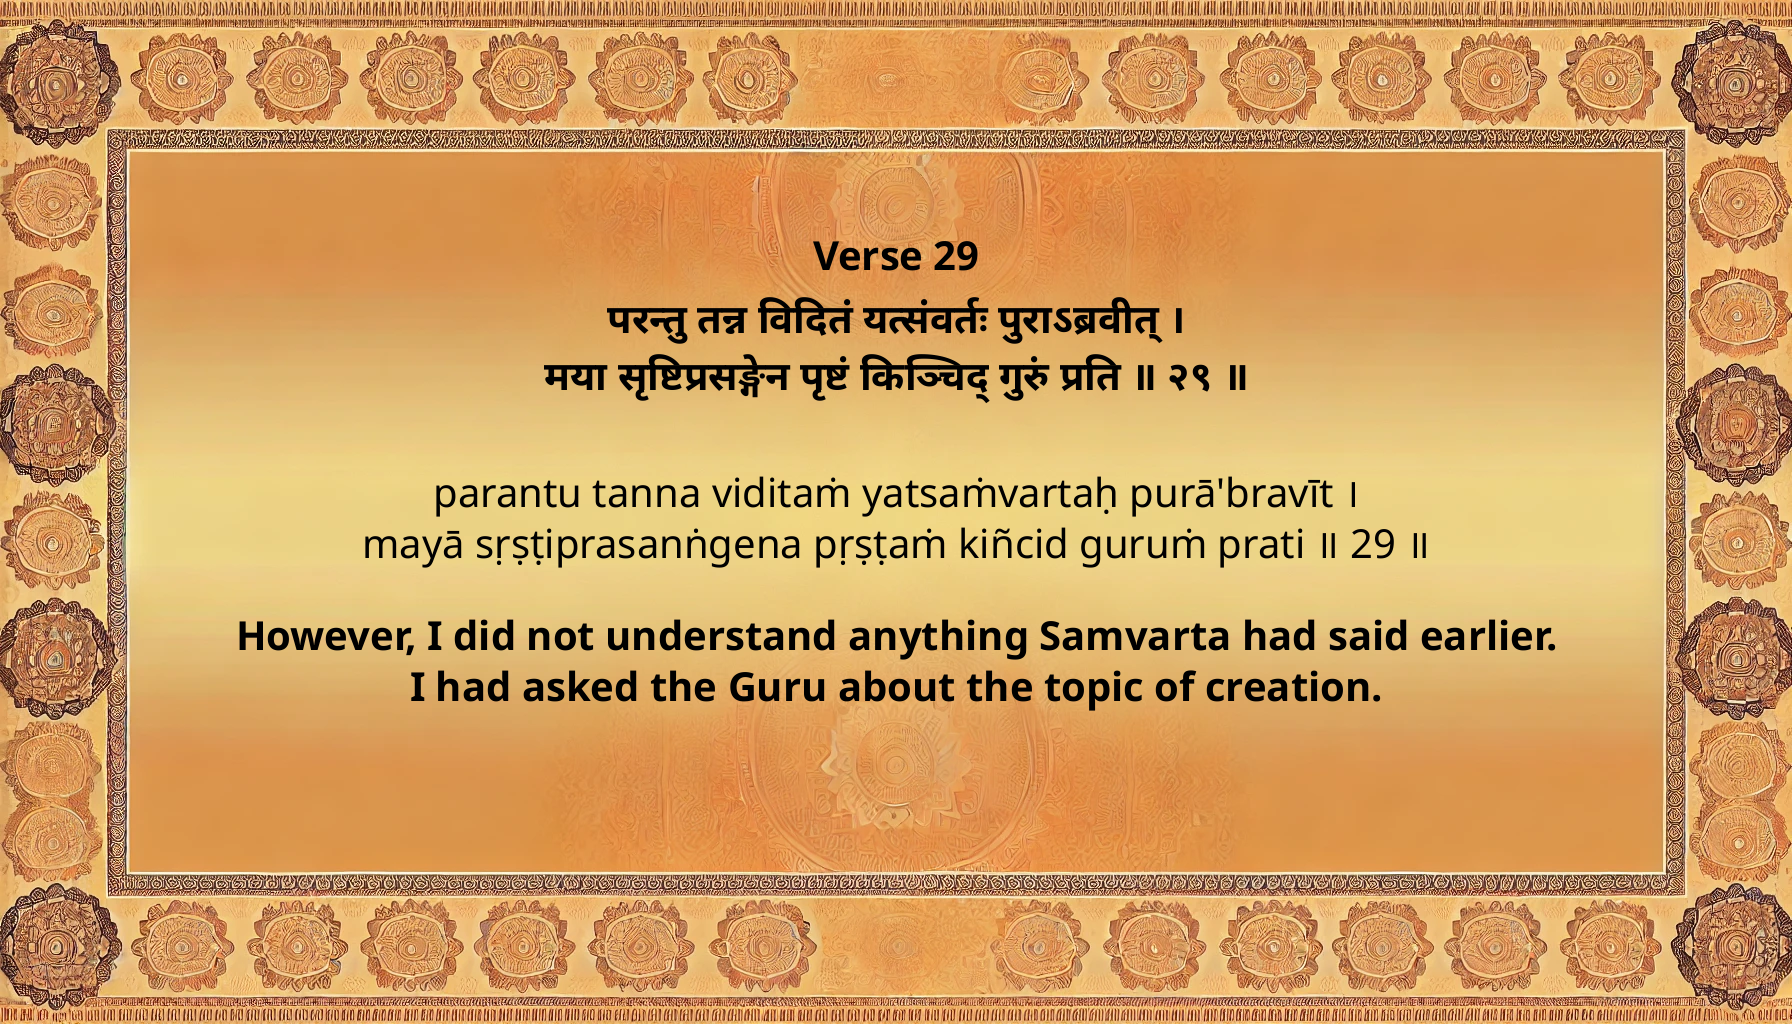 Verse 29
परन्तु तन्न विदितं यत्संवर्तः पुराऽब्रवीत् ।
मया सृष्टिप्रसङ्गेन पृष्टं किञ्चिद् गुरुं प्रति ॥ २९ ॥
parantu tanna viditaṁ yatsaṁvartaḥ purā'bravīt ।
mayā sṛṣṭiprasanṅgena pṛṣṭaṁ kiñcid guruṁ prati ॥ 29 ॥
However, I did not understand anything Samvarta had said earlier.
I had asked the Guru about the topic of creation.